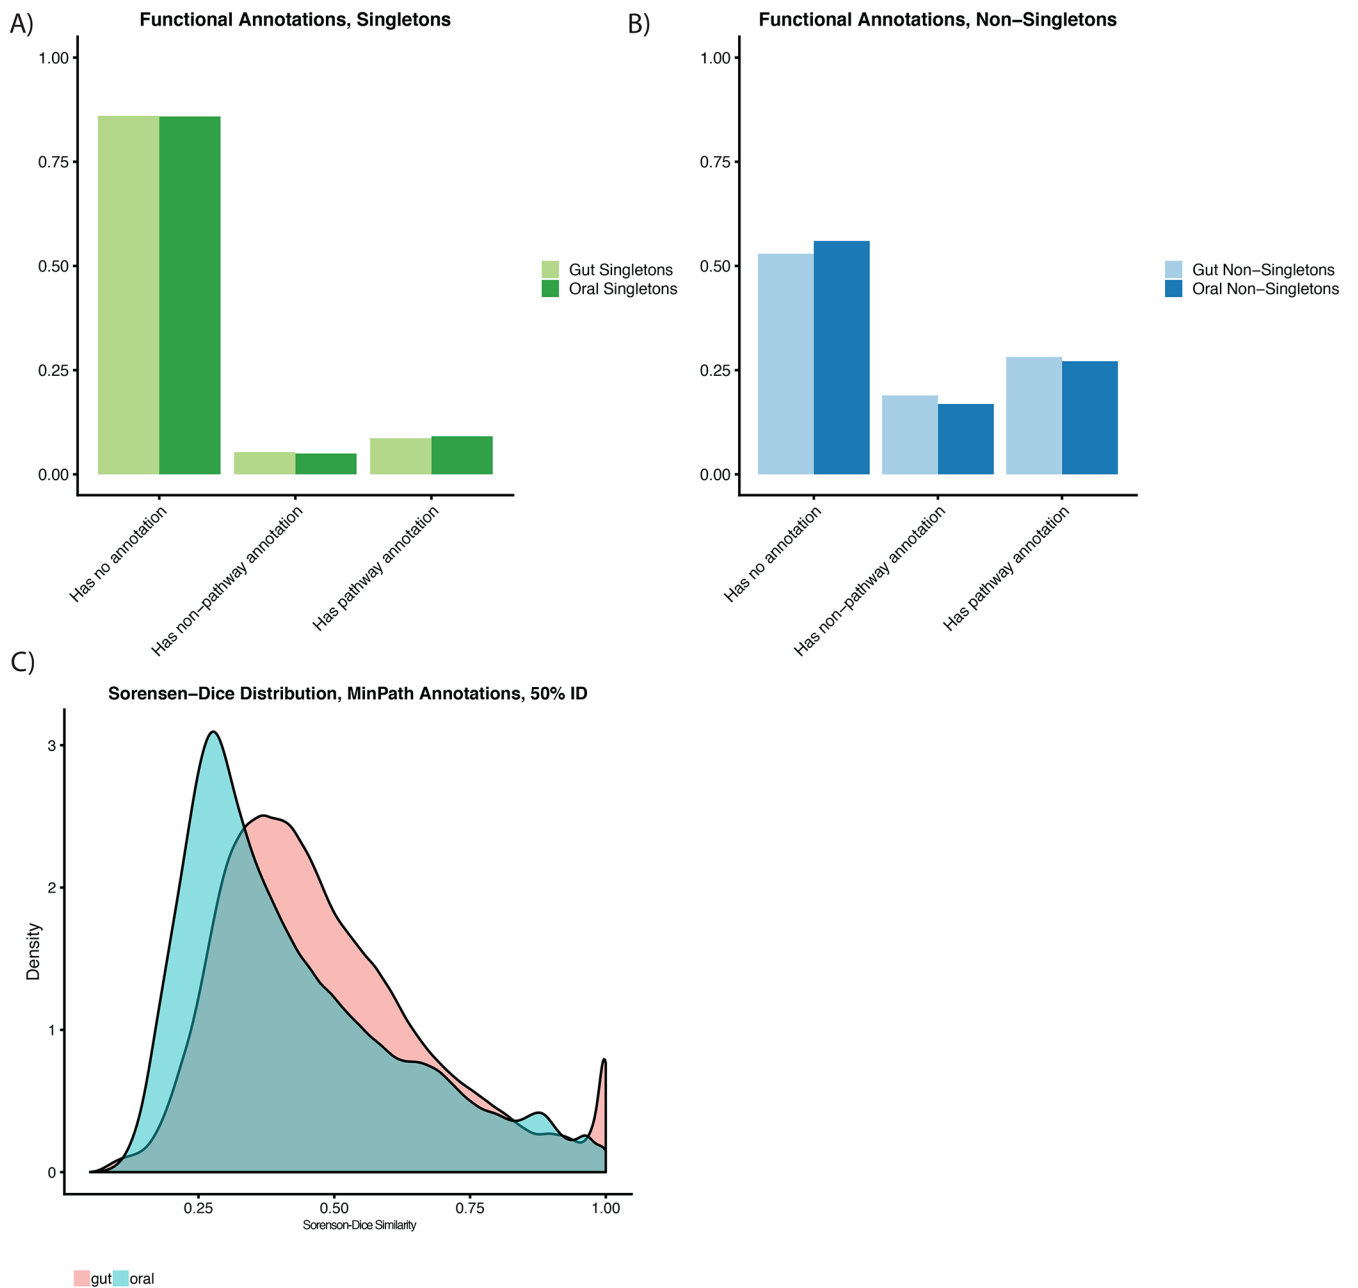 A)
Functional Annotations, Singletons
1.00
0.75
0.50
0.25
0.00
Has no annotation
Has non−pathway annotation
Has pathway annotation
Gut Singletons
Oral Singletons
B)
Functional Annotations, Non−Singletons
1.00
0.75
0.50
0.25
0.00
Has no annotation
Has non−pathway annotation
Has pathway annotation
Gut Non−Singletons
Oral Non−Singletons
C)
Sorensen−Dice Distribution, MinPath Annotations, 50% ID
Density
3
2
1
0
0.25 0.50 0.75 1.00
Sorenson-Dice Similarity
gut oral